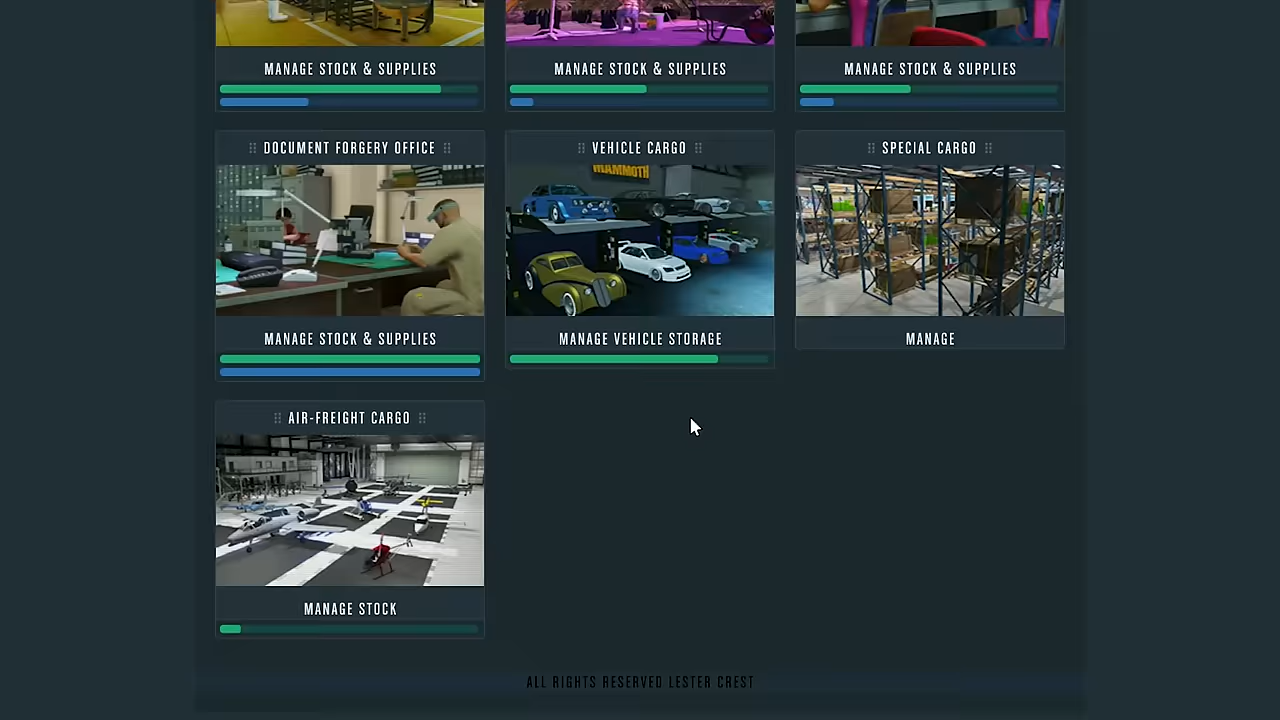 MANAGE STOCK & SUPPLIES
MANAGE STOCK & SUPPLIES
MANAGE STOCK & SUPPLIES
DOCUMENT FORGERY OFFICE
VEHICLE CARGO
SPECIAL CARGO
MAMMOTH
MANAGE STOCK & SUPPLIES
MANAGE VEHICLE STORAGE
MANAGE
AIR-FREIGHT CARGO
MANAGE STOCK
ALL RIGHTS RESERVED LESTER CREST